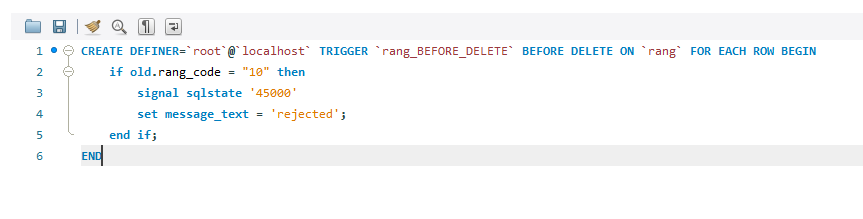 1 CREATE DEFINER=`root`@`localhost` TRIGGER `rang_BEFORE_DELETE` BEFORE DELETE ON `rang` FOR EACH ROW BEGIN
2 if old.rang_code = "10" then
3 signal sqlstate '45000'
4 set message_text = 'rejected';
5 end if;
6 END